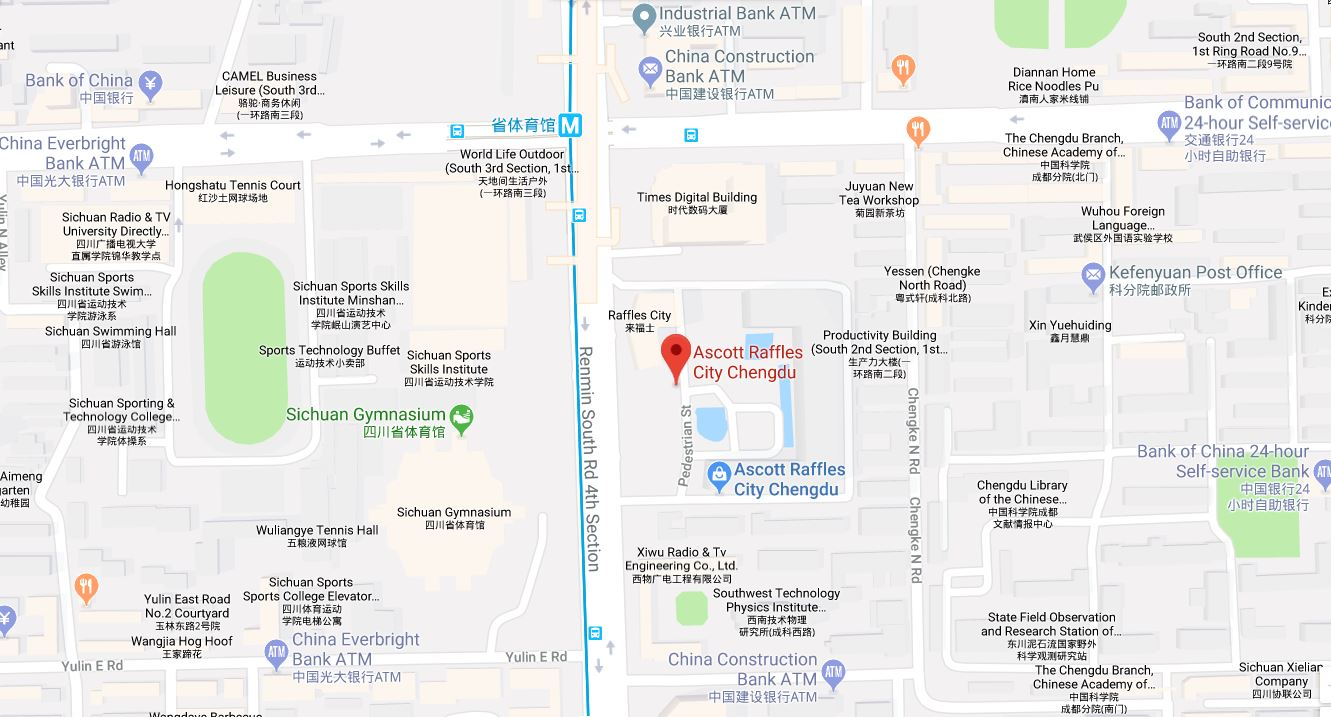 Industrial Bank ATM
兴业银行ATM
China Construction
Bank ATM
中国建设银行ATM
South 2nd Section,
1st Ring Road No.9...
一环路南二段9号院
Bank of China
中国银行
CAMEL Business
Leisure (South 3rd...
骆驼·商务休闲
(一环路南三段)
Diannan Home
Rice Noodles Pu
滇南人家米线铺
Bank of Communic
24-hour Self-service
交通银行24
小时自助银行
省体育馆
M
China Everbright
Bank ATM
中国光大银行ATM
ATM
ATM
The Chengdu Branch,
Chinese Academy of...
中国科学院
成都分院(北门)
World Life Outdoor
(South 3rd Section, 1st...
天地间生活户外
(一环路南三段)
Hongshatu Tennis Court
红沙土网球场地
Times Digital Building
时代数码大厦
Juyuan New
Tea Workshop
菊园新茶坊
Wuhou Foreign
Language...
武侯区外国语实验学校
Yulin N Alley
Sichuan Radio & TV
University Directly...
四川广播电视大学
直属学院锦华教学点
Yessen (Chengke
North Road)
粤式轩(成科北路)
Kefenyuan Post Office
科分院邮政所
Sichuan Sports
Skills Institute Swim...
四川省运动技术
学院游泳系
Sichuan Sports Skills
Institute Minshan...
四川省运动技术
学院岷山演艺中心
Raffles City
来福士
Xin Yuehuiding
鑫月慧鼎
Sichuan Swimming Hall
四川省游泳馆
Productivity Building
(South 2nd Section, 1st...
生产力大楼(一
环路南二段)
Sports Technology Buffet
运动技术小卖部
Sichuan Sports
Skills Institute
四川省运动技术学院
Ascott Raffles
City Chengdu
Renmin South Rd 4th Section
Pedestrian St
Chengke N Rd
Chengke N Rd
Sichuan Sporting &
Technology College...
四川省运动技术
学院体操系
Sichuan Gymnasium
四川省体育馆
Ascott Raffles
City Chengdu
Bank of China 24-hour
Self-service Bank
中国银行24
小时自助银行
Aimeng
garten
幼稚园
Chengdu Library
of the Chinese...
中国科学院成都
文献情报中心
Sichuan Gymnasium
四川省体育馆
Wuliangye Tennis Hall
五粮液网球馆
Xiwu Radio & Tv
Engineering Co., Ltd.
西物广电工程有限公司
Sichuan Sports
Sports College Elevator...
四川体育运动
学院电梯公寓
Southwest Technology
Physics Institute...
西南技术物理
研究所(成科西路)
Yulin East Road
No.2 Courtyard
玉林东路2号院
State Field Observation
and Research Station of...
东川泥石流国家野外
科学观测研究站
Wangjia Hog Hoof
王家蹄花
China Everbright
Bank ATM
中国光大银行ATM
ATM
Yulin E Rd
Yulin E Rd
China Construction
Bank ATM
中国建设银行ATM
ATM
The Chengdu Branch,
Chinese Academy of...
中国科学院
成都分院(南门)
Sichuan Xielian
Company
四川协联公司